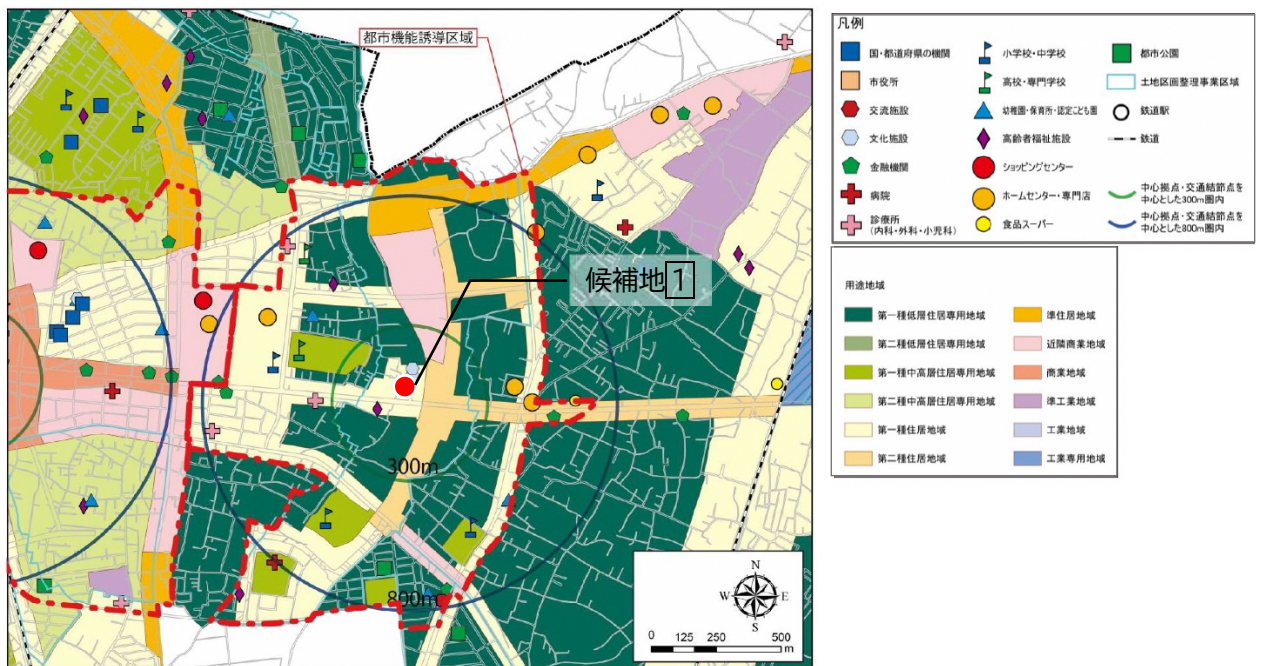 都市機能誘導区域
候補地1
300m
800m
N
W
E
S
0 125 250 500
m
凡例
国・都道府県の機関
市役所
交流施設
文化施設
金融機関
病院
診療所
(内科・外科・小児科)
小学校・中学校
高校・専門学校
幼稚園・保育所・認定こども園
高齢者福祉施設
ショッピングセンター
ホームセンター・専門店
食品スーパー
都市公園
土地区画整理事業区域
鉄道駅
鉄道
中心拠点・交通結節点を
中心とした300m圏内
中心拠点・交通結節点を
中心とした800m圏内
用途地域
第一種低層住居専用地域
第二種低層住居専用地域
第一種中高層住居専用地域
第二種中高層住居専用地域
第一種住居地域
第二種住居地域
準住居地域
近隣商業地域
商業地域
準工業地域
工業地域
工業専用地域